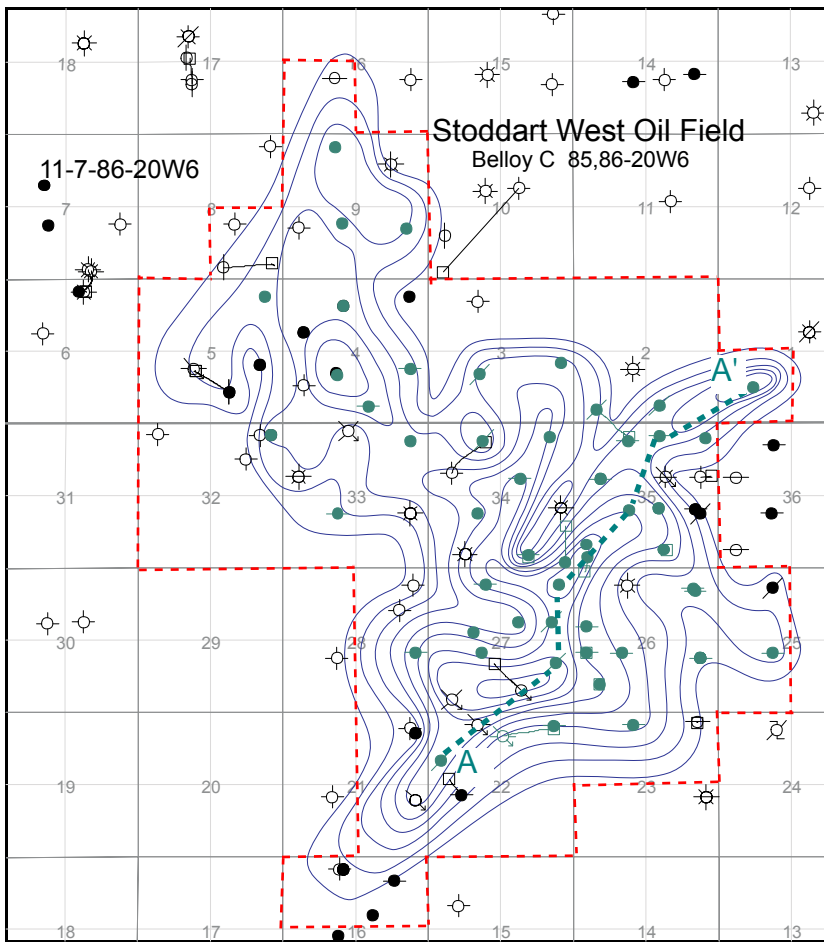 18 17 16 15 14 13
Stoddart West Oil Field
Belloy C 85,86-20W6
11-7-86-20W6
7 8 9 10 11 12
6 5 4 3 2 1
A'
31 32 33 34 35 36
30 29 28 27 26 25
A
19 20 21 22 23 24
18 17 16 15 14 13